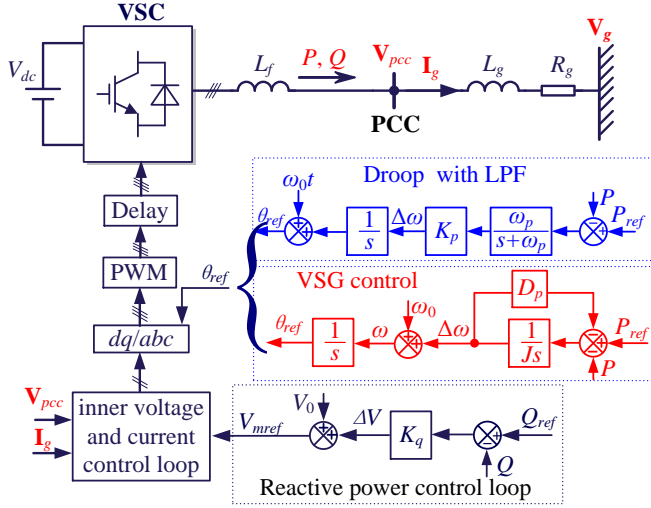 VSC
V_dc
L_f
P, Q
V_pcc
I_g
L_g
R_g
V_g
PCC
Droop with LPF
ω_0t
θ_ref
+
+
1
s
Δω
K_p
ω_p
s+ω_p
P
−
+
P_ref
Delay
PWM
θ_ref
dq/abc
VSG control
D_p
θ_ref
1
s
ω
ω_0
+
+
Δω
1
Js
−
+
−
P_ref
P
V_pcc
I_g
inner voltage
and current
control loop
V_mref
V_0
+
+
ΔV
K_q
+
−
Q_ref
Q
Reactive power control loop